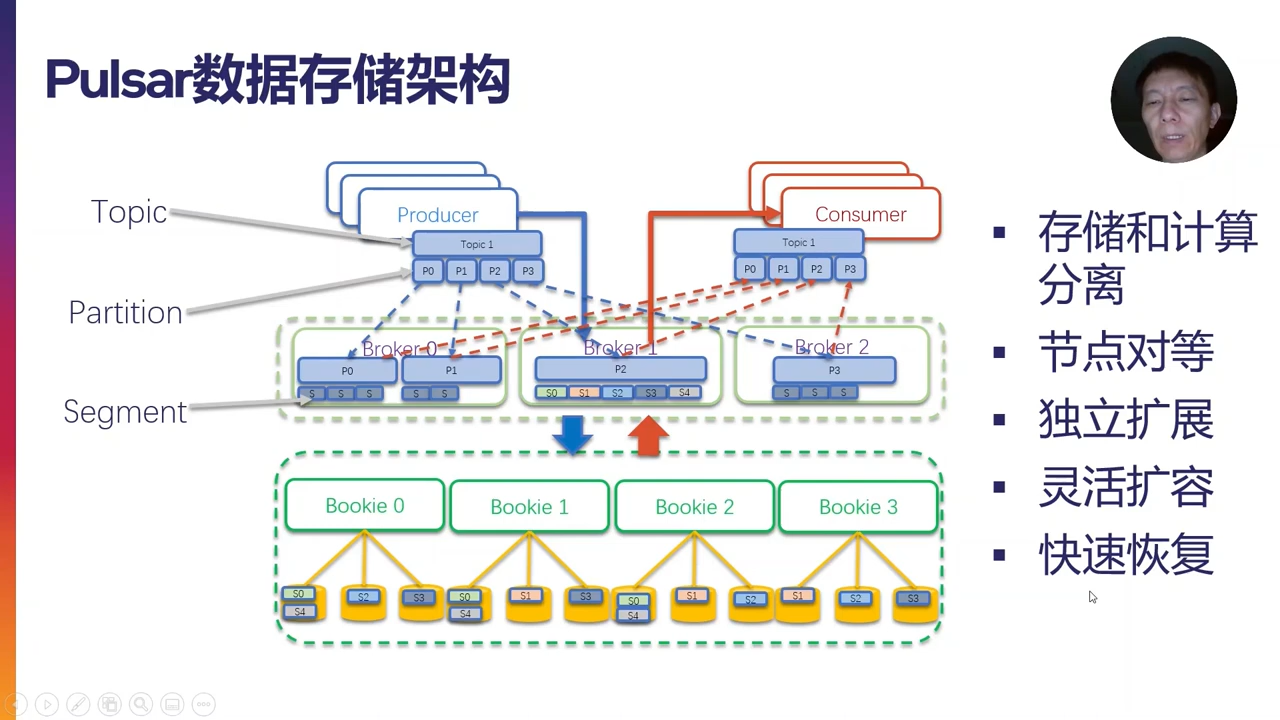 Pulsar数据存储架构
Topic
Partition
Segment
Producer
Topic 1
P0 P1 P2 P3
Consumer
Topic 1
P0 P1 P2 P3
Broker 0
P0
S S S
P1
S S
Broker 1
P2
S0 S1 S2 S3 S4
Broker 2
P3
S S S
Bookie 0
Bookie 1
Bookie 2
Bookie 3
S0 S4 S2 S3
S0 S4 S1 S3
S0 S4 S1 S2
S1 S2 S3
存储和计算
分离
节点对等
独立扩展
灵活扩容
快速恢复